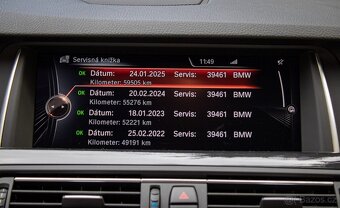 Servisná knižka 11:49
OK Dátum: 24.01.2025 Servis: 39461 BMW
Kilometer: 59505 km
OK Dátum: 20.02.2024 Servis: 39461 BMW
Kilometer: 55276 km
OK Dátum: 18.01.2023 Servis: 39461 BMW
Kilometer: 52221 km
OK Dátum: 25.02.2022 Servis: 39461 BMW
Kilometer: 49191 km